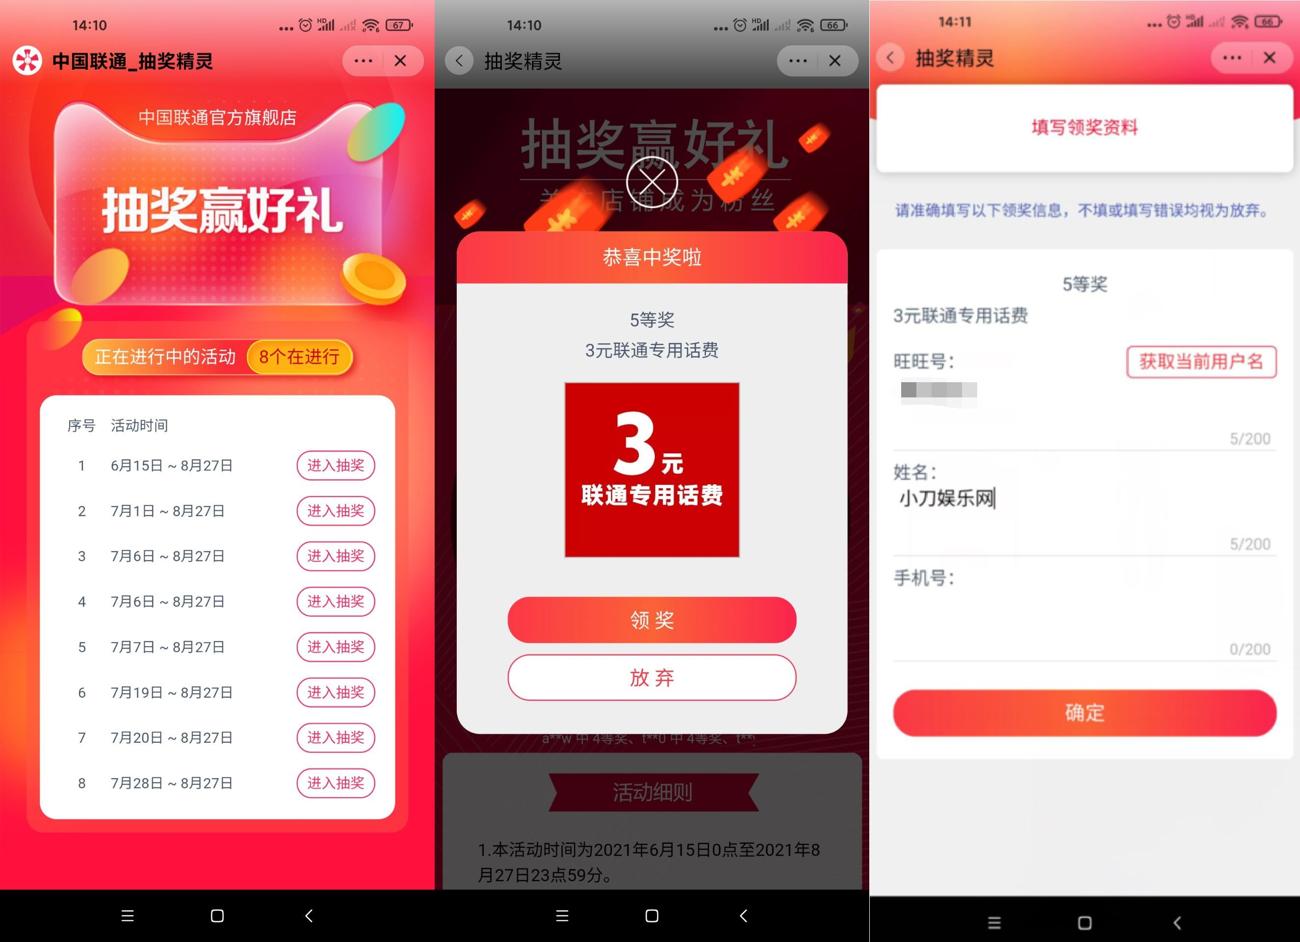 14:10
HD
67
中国联通_抽奖精灵
中国联通官方旗舰店
抽奖赢好礼
正在进行中的活动
8个在进行
序号 活动时间
1 6月15日 ~ 8月27日 进入抽奖
2 7月1日 ~ 8月27日 进入抽奖
3 7月6日 ~ 8月27日 进入抽奖
4 7月6日 ~ 8月27日 进入抽奖
5 7月7日 ~ 8月27日 进入抽奖
6 7月19日 ~ 8月27日 进入抽奖
7 7月20日 ~ 8月27日 进入抽奖
8 7月28日 ~ 8月27日 进入抽奖
14:10
HD
66
抽奖精灵
抽奖赢好礼
店铺成为粉丝
恭喜中奖啦
5等奖
3元联通专用话费
3元
联通专用话费
领 奖
放 弃
a**w 中 4等奖、t**0 中 4等奖、t**
活动细则
1.本活动时间为2021年6月15日0点至2021年8
月27日23点59分。
14:11
HD
66
抽奖精灵
填写领奖资料
请准确填写以下领奖信息，不填或填写错误均视为放弃。
5等奖
3元联通专用话费
旺旺号：
获取当前用户名
5/200
姓名：
小刀娱乐网
5/200
手机号：
0/200
确定